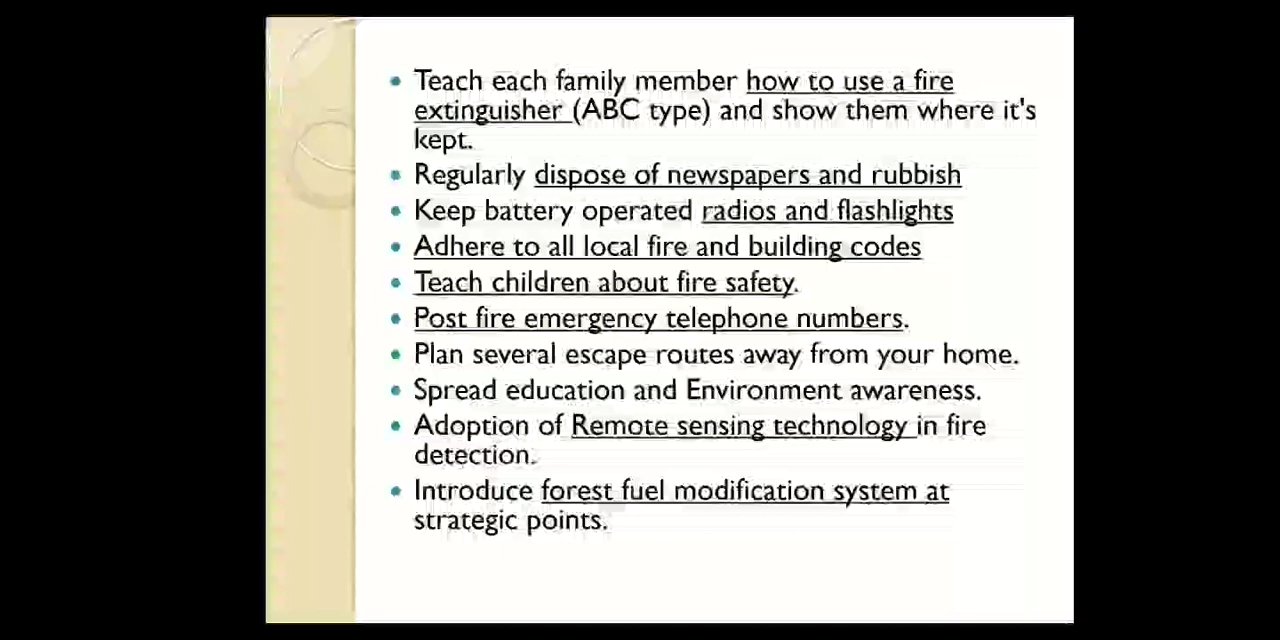 • Teach each family member how to use a fire
extinguisher (ABC type) and show them where it's
kept.
• Regularly dispose of newspapers and rubbish
• Keep battery operated radios and flashlights
• Adhere to all local fire and building codes
• Teach children about fire safety.
• Post fire emergency telephone numbers.
• Plan several escape routes away from your home.
• Spread education and Environment awareness.
• Adoption of Remote sensing technology in fire
detection.
• Introduce forest fuel modification system at
strategic points.